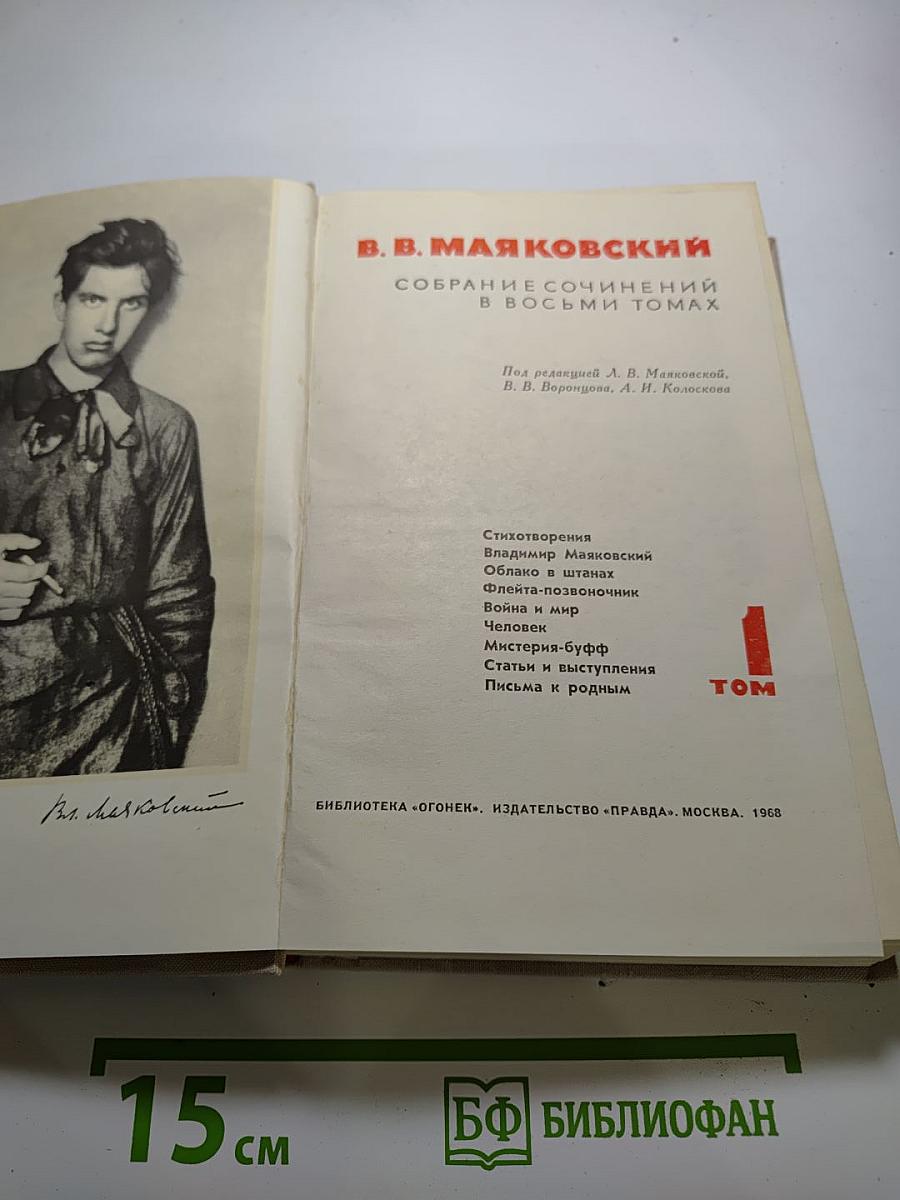 В. В. МАЯКОВСКИЙ
СОБРАНИЕ СОЧИНЕНИЙ
В ВОСЬМИ ТОМАХ
Под редакцией Л. В. Маяковской,
В. В. Воронцова, А. И. Колоскова
Стихотворения
Владимир Маяковский
Облако в штанах
Флейта-позвоночник
Война и мир
Человек
Мистерия-буфф
Статьи и выступления
Письма к родным
1
ТОМ
Вл. Маяковский
БИБЛИОТЕКА «ОГОНЕК». ИЗДАТЕЛЬСТВО «ПРАВДА». МОСКВА. 1968
15 см
БФ БИБЛИОФАН